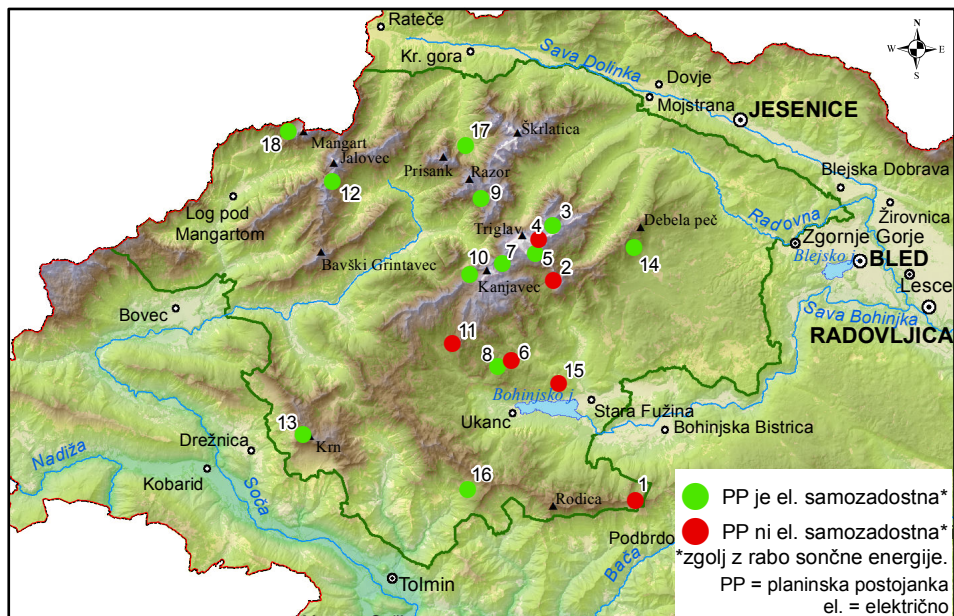 Rateče
N
W
E
S
Kr. gora
Sava Dolinka
Dovje
Mojstrana
JESENICE
17
Škrlatica
18
Mangart
Jalovec
Prisank
Razor
12
9
Blejska Dobrava
Log pod
Mangartom
3
4
Triglav
Debela peč
Radovna
Žirovnica
Zgornje Gorje
Bavški Grintavec
7
5
10
Kanjavec
2
14
Blejsko j.
BLED
Lesce
Bovec
Sava Bohinjka
RADOVLJICA
11
8
6
15
Bohinjsko j.
Ukanc
Stara Fužina
Bohinjska Bistrica
13
Krn
Drežnica
Nadiža
Kobarid
Soča
16
Rodica
1
Podbrdo
Bača
Tolmin
PP je el. samozadostna*
PP ni el. samozadostna*i
*zgolj z rabo sončne energije.
PP = planinska postojanka
el. = električno